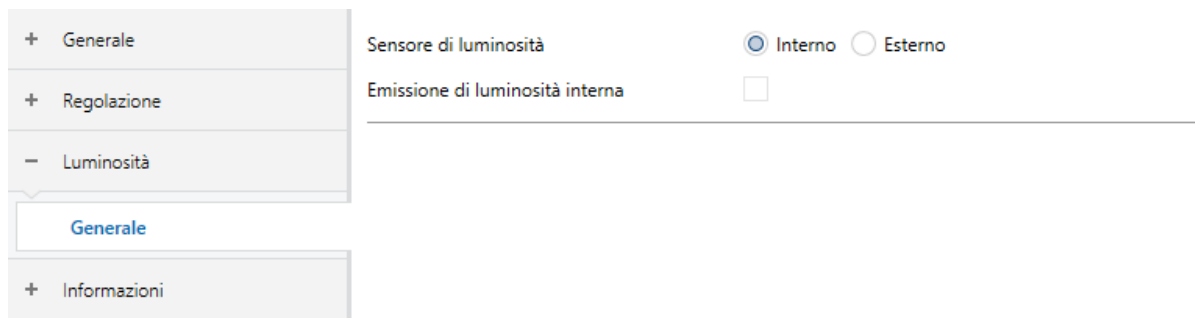 + Generale
+ Regolazione
− Luminosità
Generale
+ Informazioni
Sensore di luminosità Interno Esterno
Emissione di luminosità interna